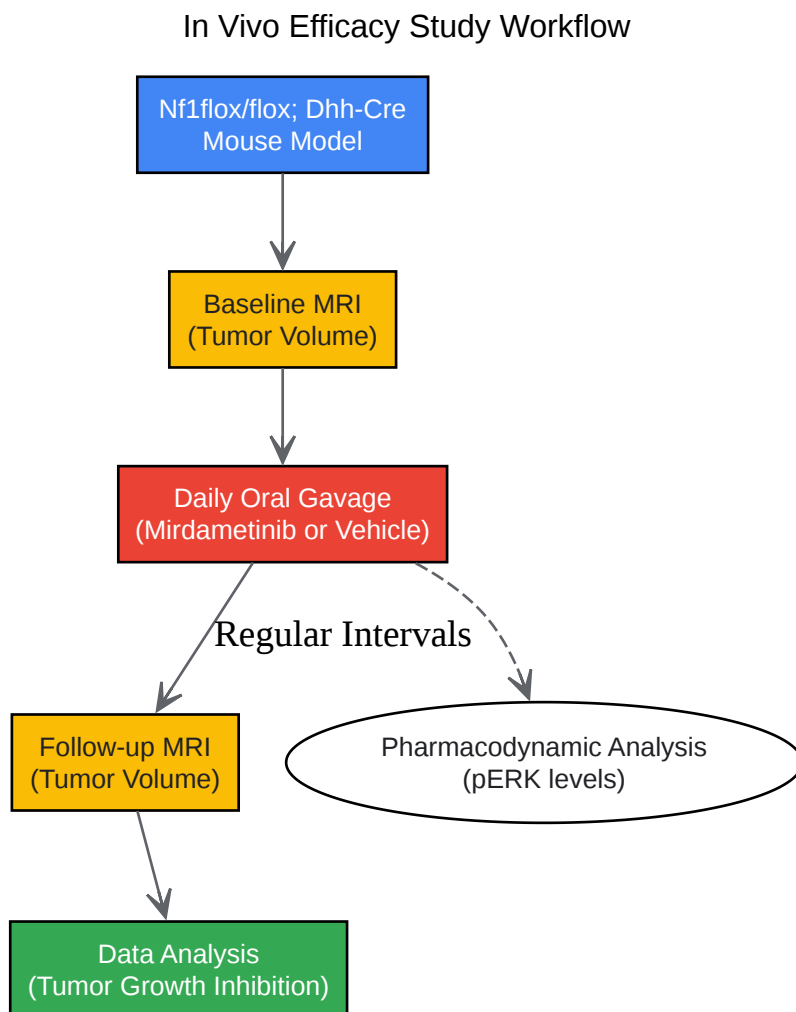 In Vivo Efficacy Study Workflow
Nf1flox/flox; Dhh-Cre
Mouse Model
Baseline MRI
(Tumor Volume)
Daily Oral Gavage
(Mirdametinib or Vehicle)
Regular Intervals
Follow-up MRI
(Tumor Volume)
Pharmacodynamic Analysis
(pERK levels)
Data Analysis
(Tumor Growth Inhibition)